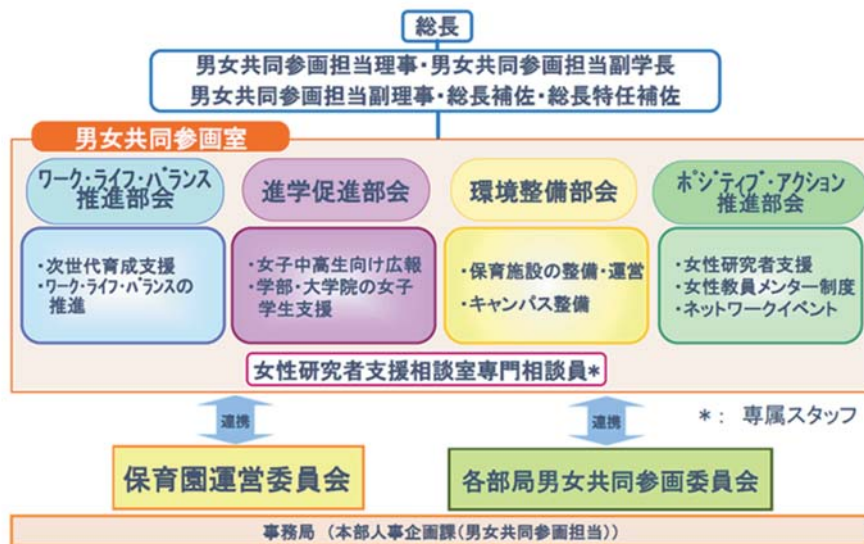 総長
男女共同参画担当理事・男女共同参画担当副学長
男女共同参画担当副理事・総長補佐・総長特任補佐
男女共同参画室
ワーク・ライフ・バランス
推進部会
進学促進部会
環境整備部会
ポジティブ・アクション
推進部会
・次世代育成支援
・ワーク・ライフ・バランスの
推進
・女子中高生向け広報
・学部・大学院の女子
学生支援
・保育施設の整備・運営
・キャンパス整備
・女性研究者支援
・女性教員メンター制度
・ネットワークイベント
女性研究者支援相談室専門相談員*
連携
連携
*： 専属スタッフ
保育園運営委員会
各部局男女共同参画委員会
事務局 （本部人事企画課(男女共同参画担当)）